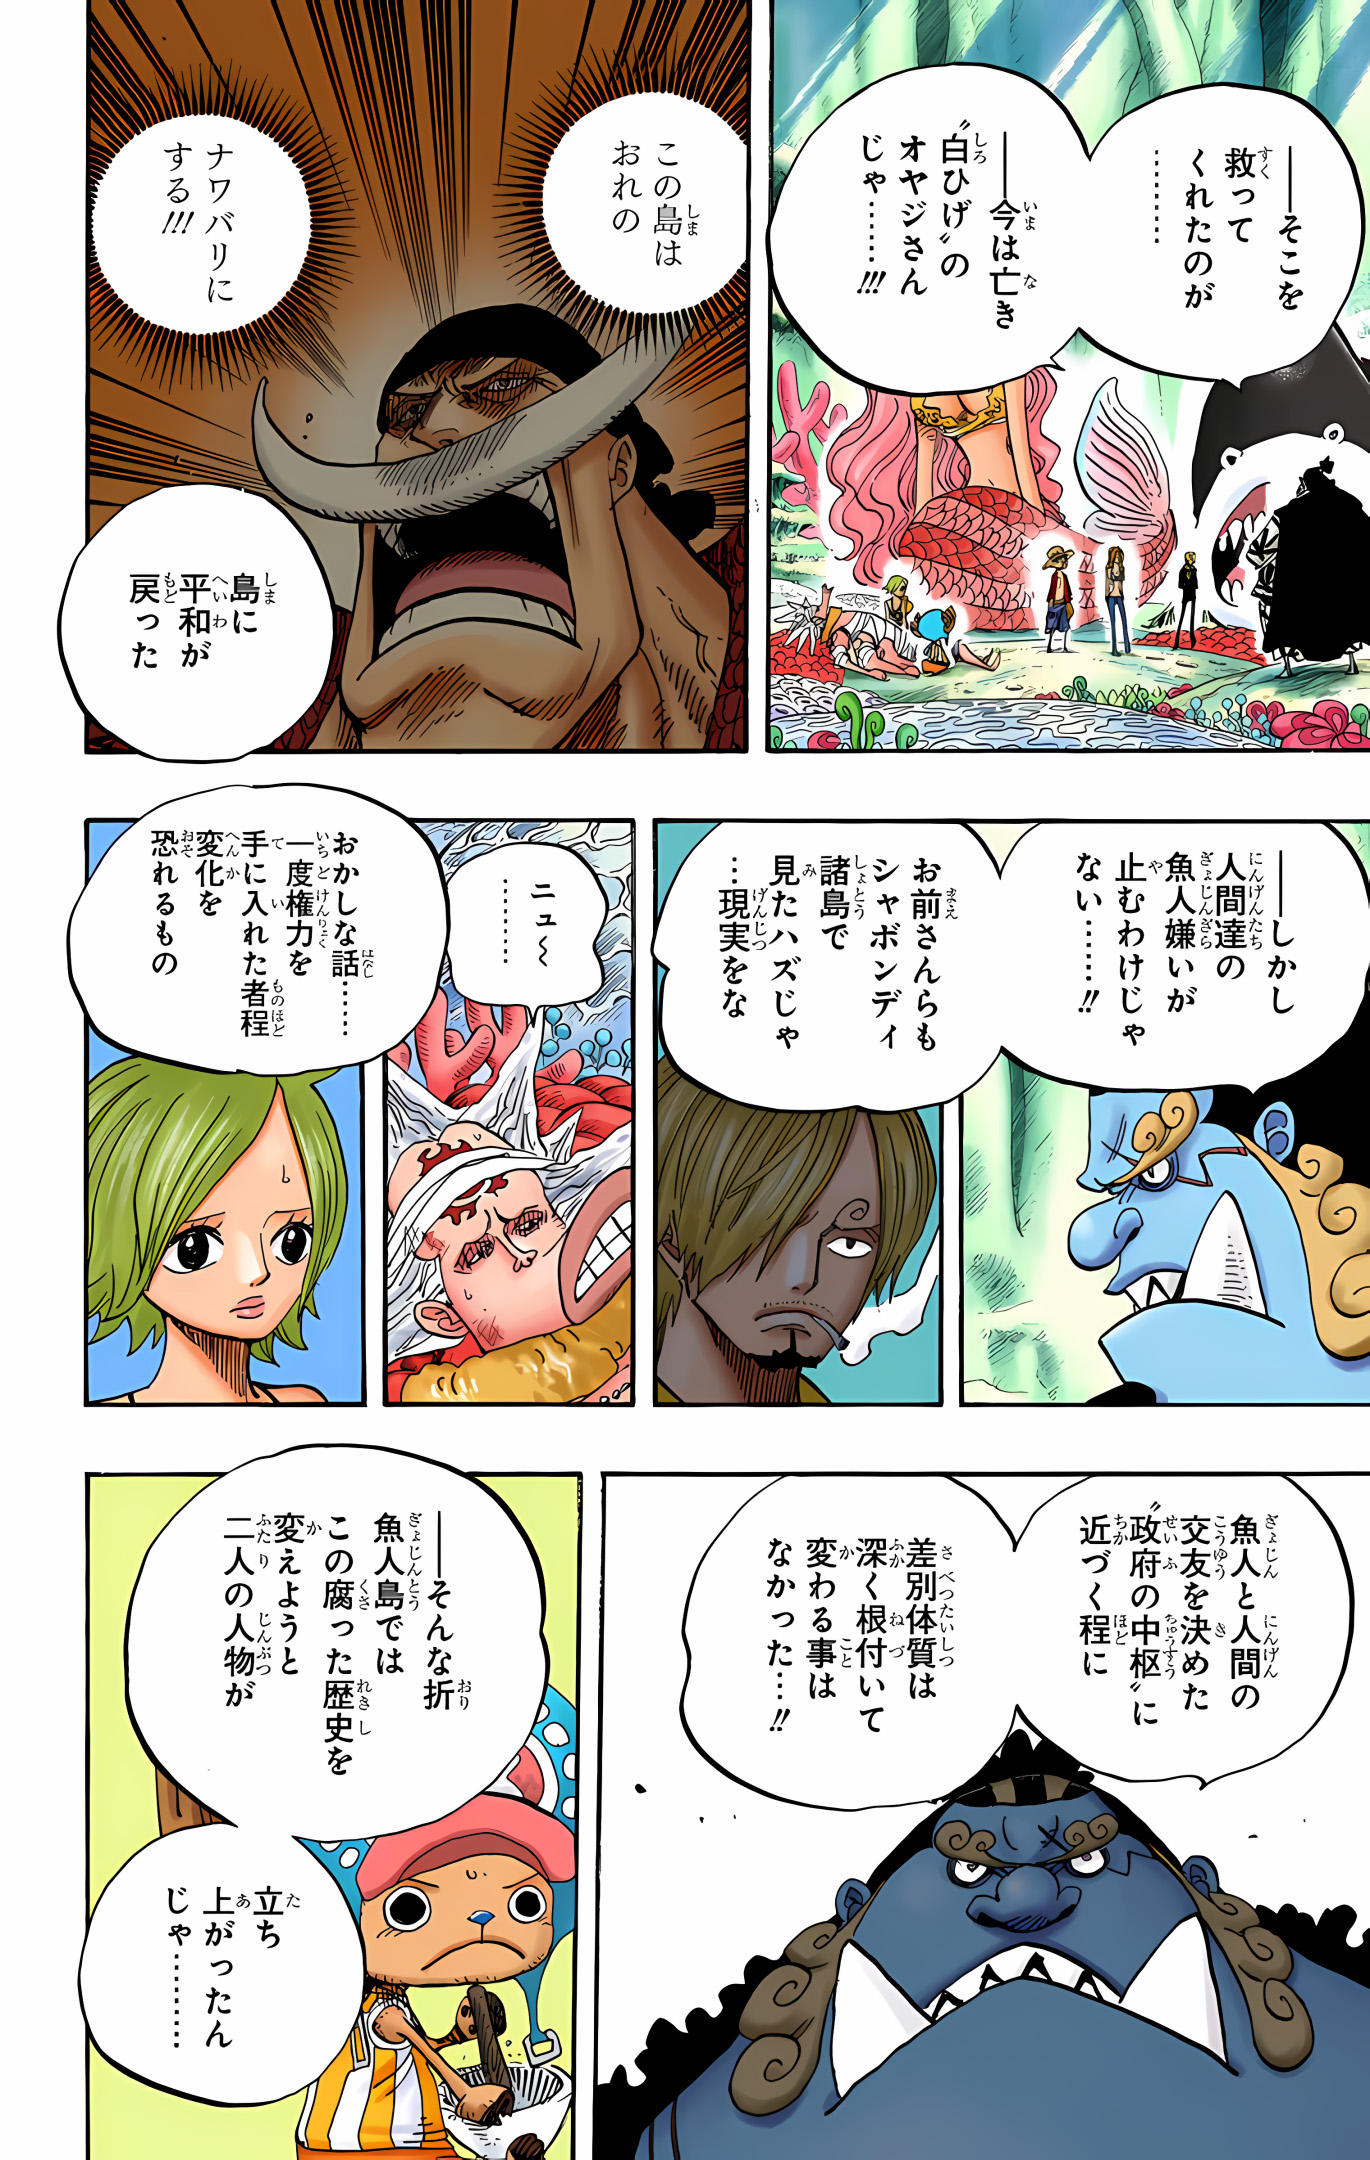 ――そこを
救って
くれたのが
………
――今は亡き
〝白ひげ〟の
オヤジさん
じゃ……!!!
この島は
おれの
ナワバリに
する!!!
島に
平和が
戻った
――しかし
人間達の
魚人嫌いが
止むわけじゃ
ない……!!
お前さんらも
シャボンディ
諸島で
見たハズじゃ
…現実をな
ニュ〜
………
おかしな話……
一度権力を
手に入れた者程
変化を
恐れるもの
魚人と人間の
交友を決めた
〝政府の中枢〟に
近づく程に
差別体質は
深く根付いて
変わる事は
なかった…!!
――そんな折
魚人島では
この腐った歴史を
変えようと
二人の人物が
立ち
上がったん
じゃ………